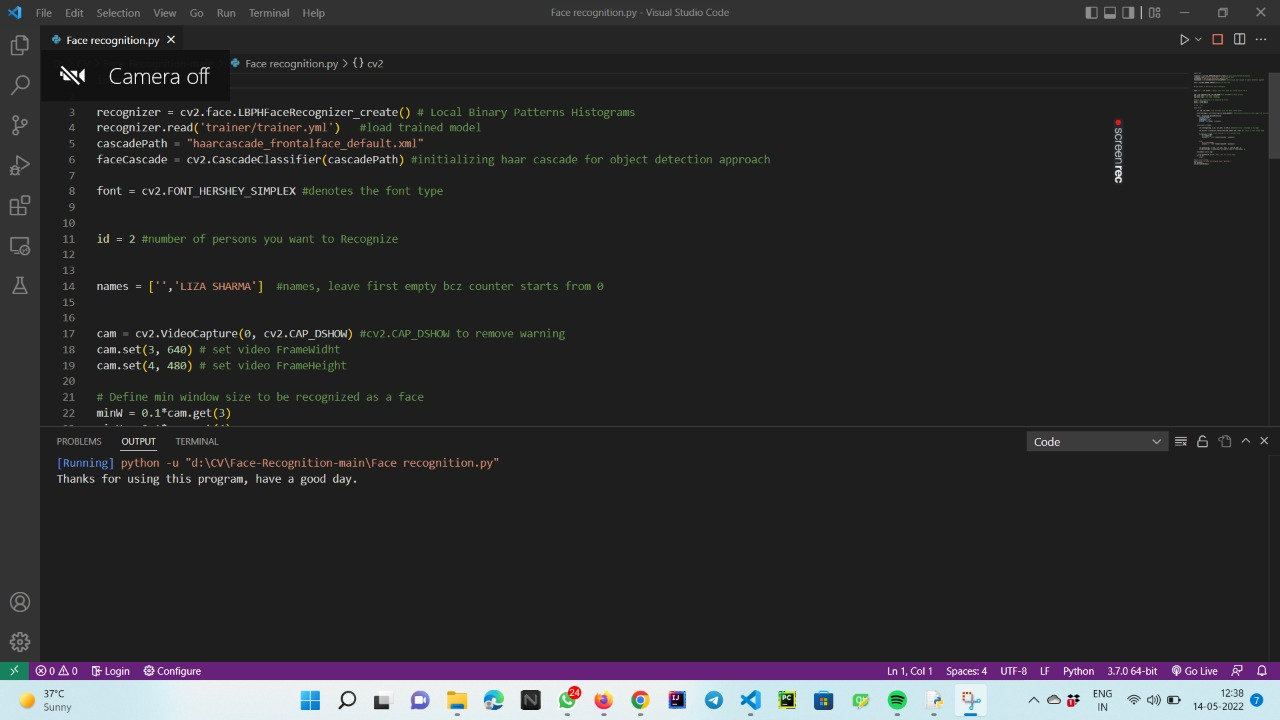 File Edit Selection View Go Run Terminal Help
Face recognition.py - Visual Studio Code
Face recognition.py
Face recognition.py > {} cv2
Camera off
3 recognizer = cv2.face.LBPHFaceRecognizer_create() # Local Binary Patterns Histograms
4 recognizer.read('trainer/trainer.yml') #load trained model
5 cascadePath = "haarcascade_frontalface_default.xml"
6 faceCascade = cv2.CascadeClassifier(cascadePath) #initializing haar cascade for object detection approach
7
8 font = cv2.FONT_HERSHEY_SIMPLEX #denotes the font type
9
10
11 id = 2 #number of persons you want to Recognize
12
13
14 names = ['','LIZA SHARMA'] #names, leave first empty bcz counter starts from 0
15
16
17 cam = cv2.VideoCapture(0, cv2.CAP_DSHOW) #cv2.CAP_DSHOW to remove warning
18 cam.set(3, 640) # set video FrameWidht
19 cam.set(4, 480) # set video FrameHeight
20
21 # Define min window size to be recognized as a face
22 minW = 0.1*cam.get(3)
screenrec
PROBLEMS OUTPUT TERMINAL
Code
[Running] python -u "d:\CV\Face-Recognition-main\Face recognition.py"
Thanks for using this program, have a good day.
0 0 Login Configure
Ln 1, Col 1 Spaces: 4 UTF-8 LF Python 3.7.0 64-bit Go Live
37°C
Sunny
24
1
ENG
IN
12:38
14-05-2022
7